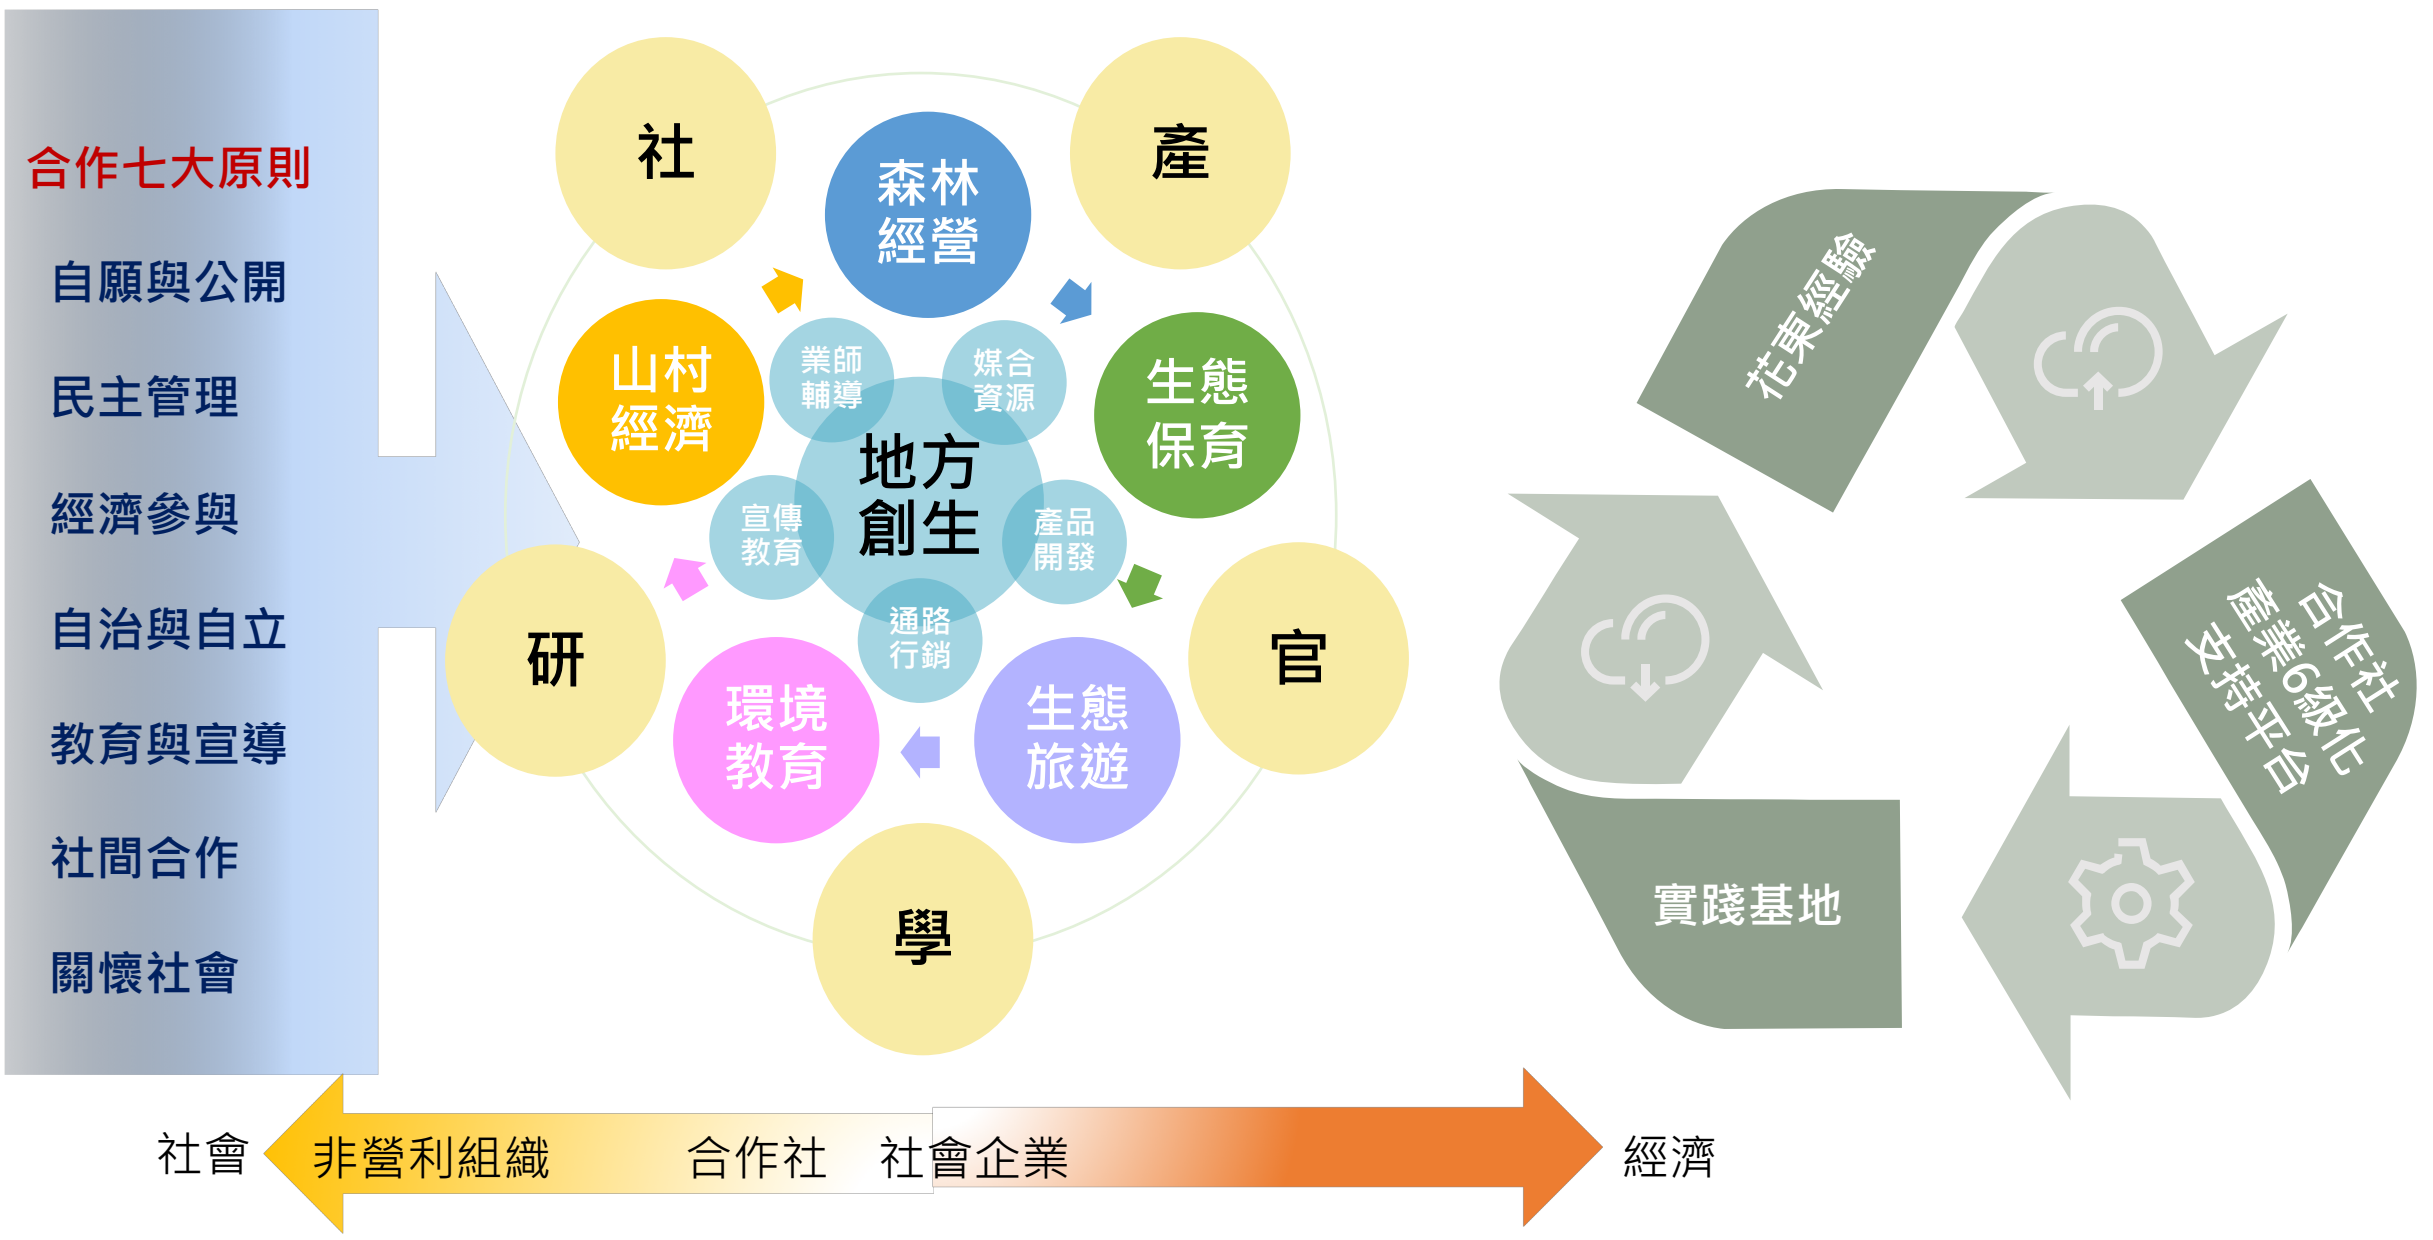 合作七大原則
自願與公開
民主管理
經濟參與
自治與自立
教育與宣導
社間合作
關懷社會
社
產
官
學
研
森林
經營
生態
保育
生態
旅遊
環境
教育
山村
經濟
業師
輔導
媒合
資源
產品
開發
通路
行銷
宣傳
教育
地方
創生
花東經驗
合作社
產業6級化
支持平台
實踐基地
社會
非營利組織
合作社
社會企業
經濟